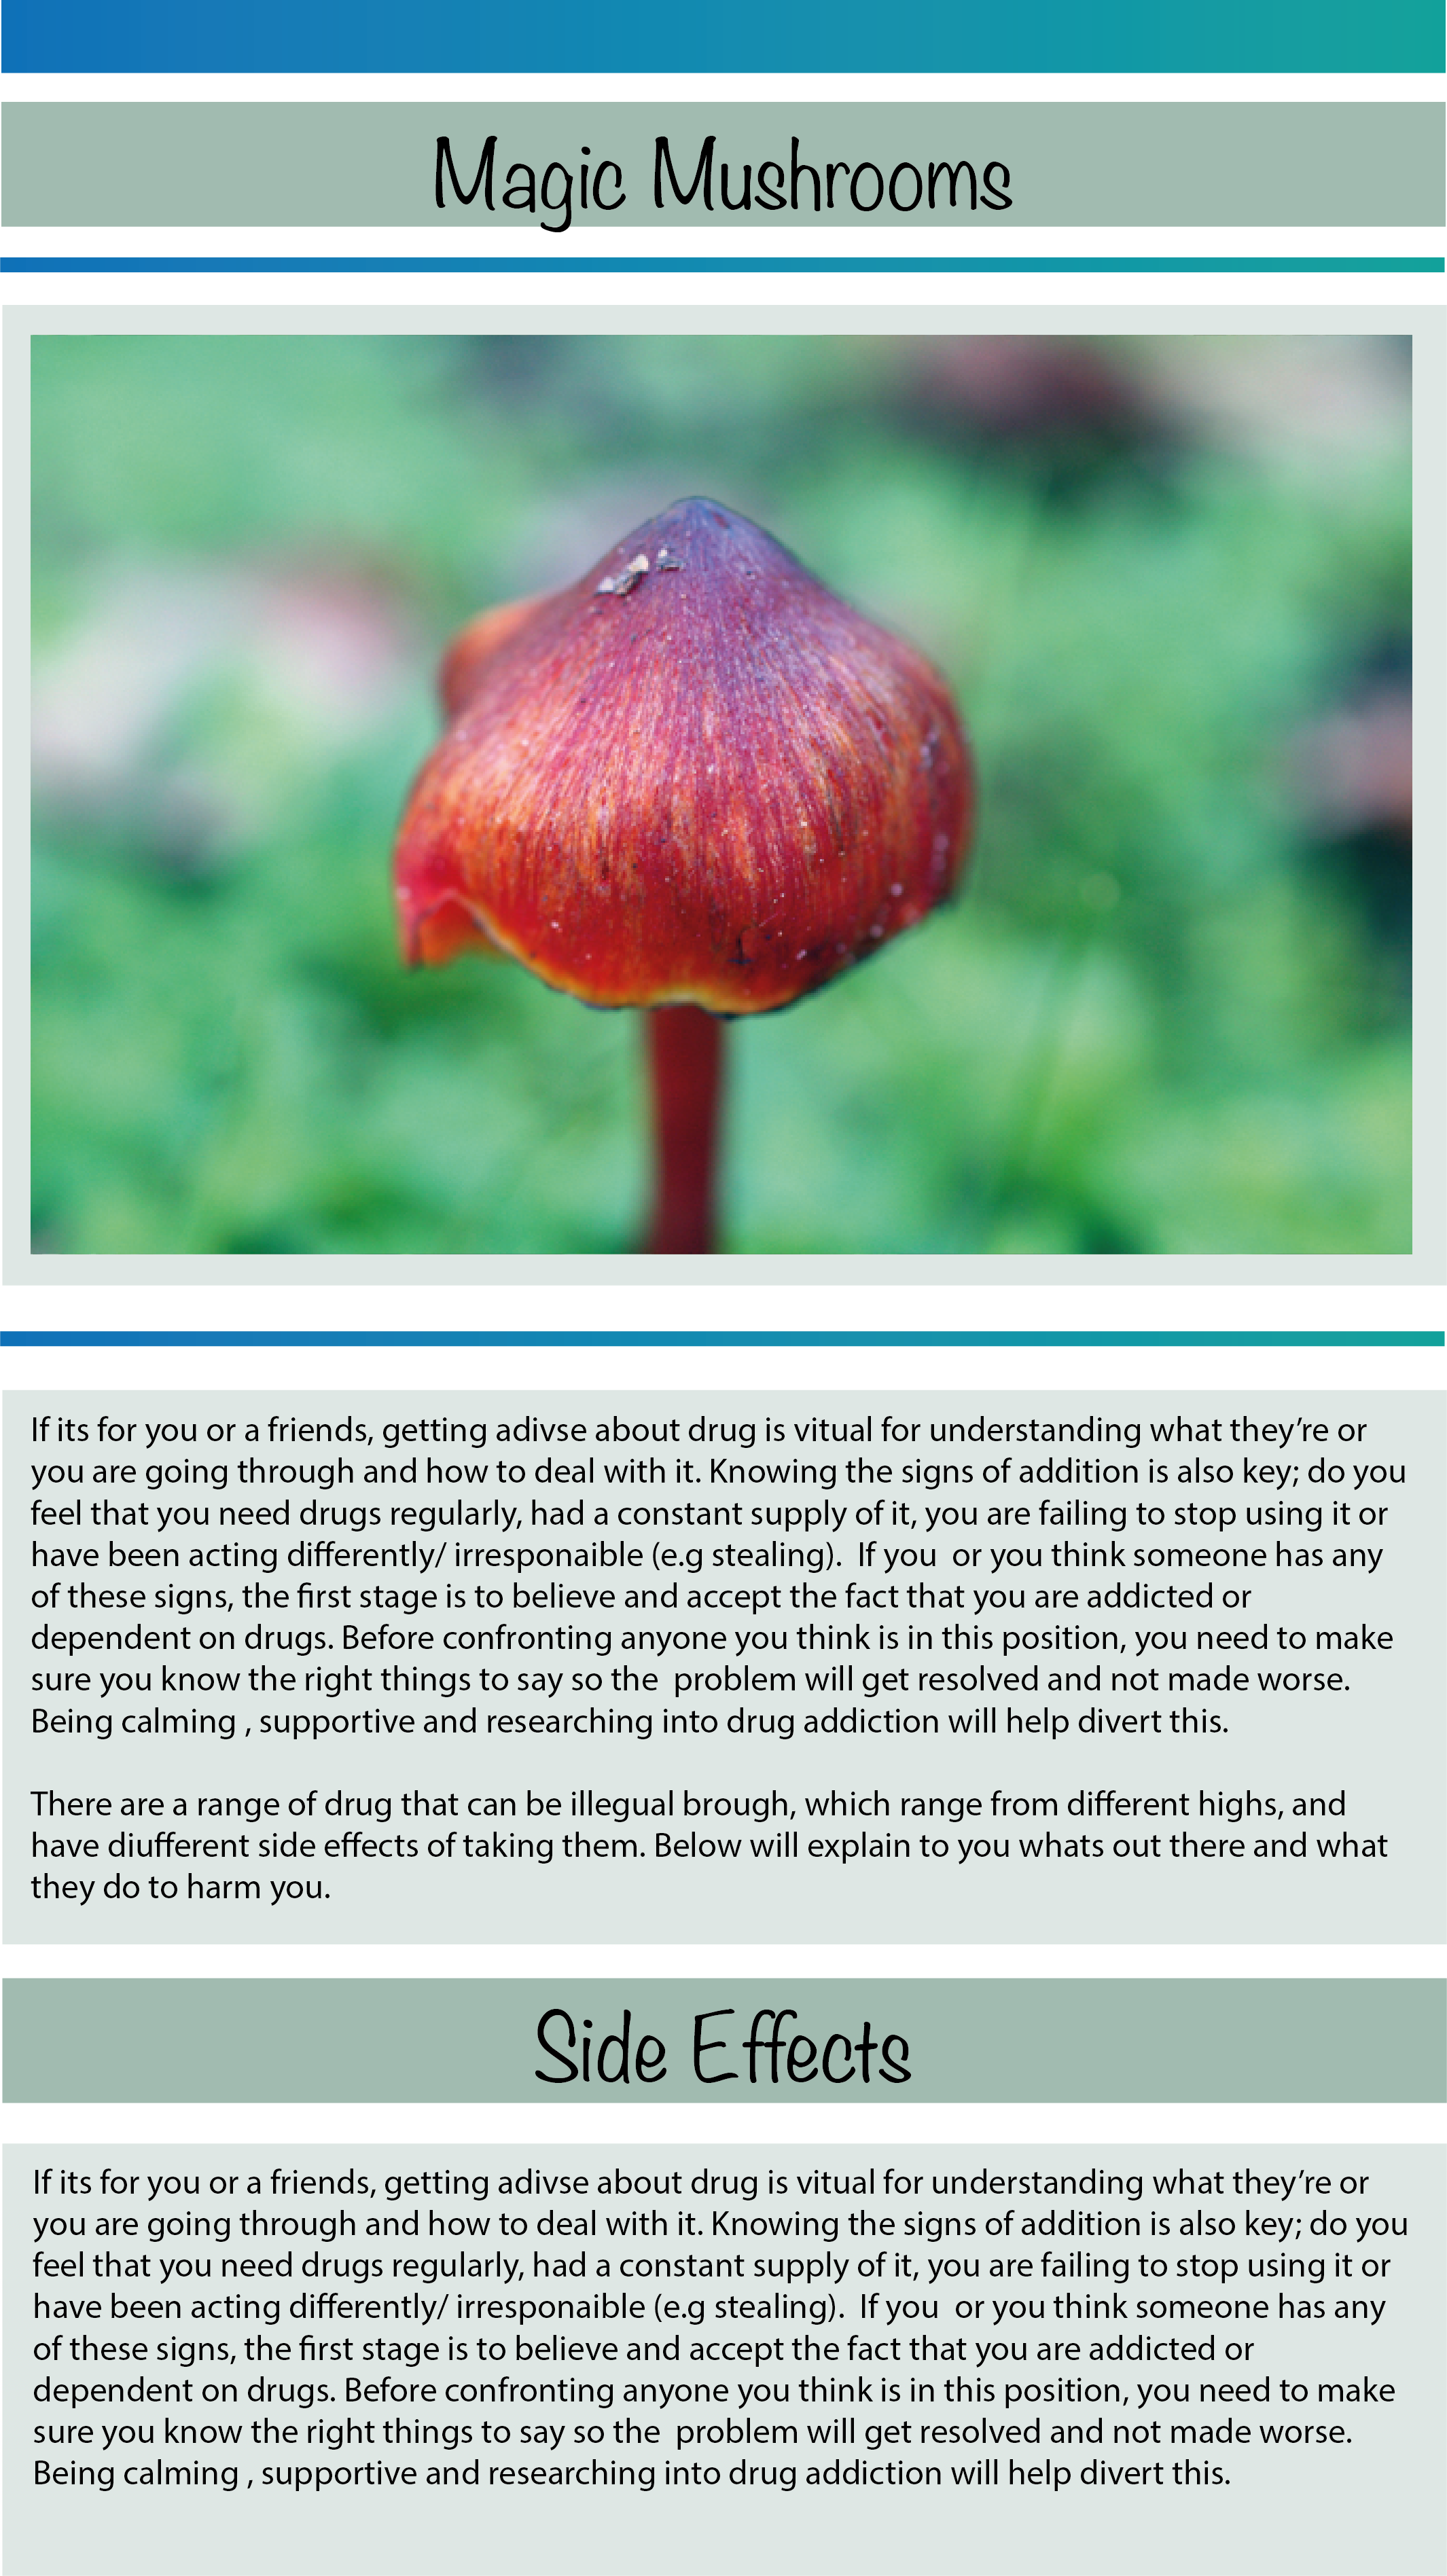 Magic Mushrooms
If its for you or a friends, getting adivse about drug is vitual for understanding what they’re or
you are going through and how to deal with it. Knowing the signs of addition is also key; do you
feel that you need drugs regularly, had a constant supply of it, you are failing to stop using it or
have been acting differently/ irresponaible (e.g stealing).  If you  or you think someone has any
of these signs, the first stage is to believe and accept the fact that you are addicted or
dependent on drugs. Before confronting anyone you think is in this position, you need to make
sure you know the right things to say so the  problem will get resolved and not made worse.
Being calming , supportive and researching into drug addiction will help divert this.
There are a range of drug that can be illegual brough, which range from different highs, and
have diufferent side effects of taking them. Below will explain to you whats out there and what
they do to harm you.
Side Effects
If its for you or a friends, getting adivse about drug is vitual for understanding what they’re or
you are going through and how to deal with it. Knowing the signs of addition is also key; do you
feel that you need drugs regularly, had a constant supply of it, you are failing to stop using it or
have been acting differently/ irresponaible (e.g stealing).  If you  or you think someone has any
of these signs, the first stage is to believe and accept the fact that you are addicted or
dependent on drugs. Before confronting anyone you think is in this position, you need to make
sure you know the right things to say so the  problem will get resolved and not made worse.
Being calming , supportive and researching into drug addiction will help divert this.